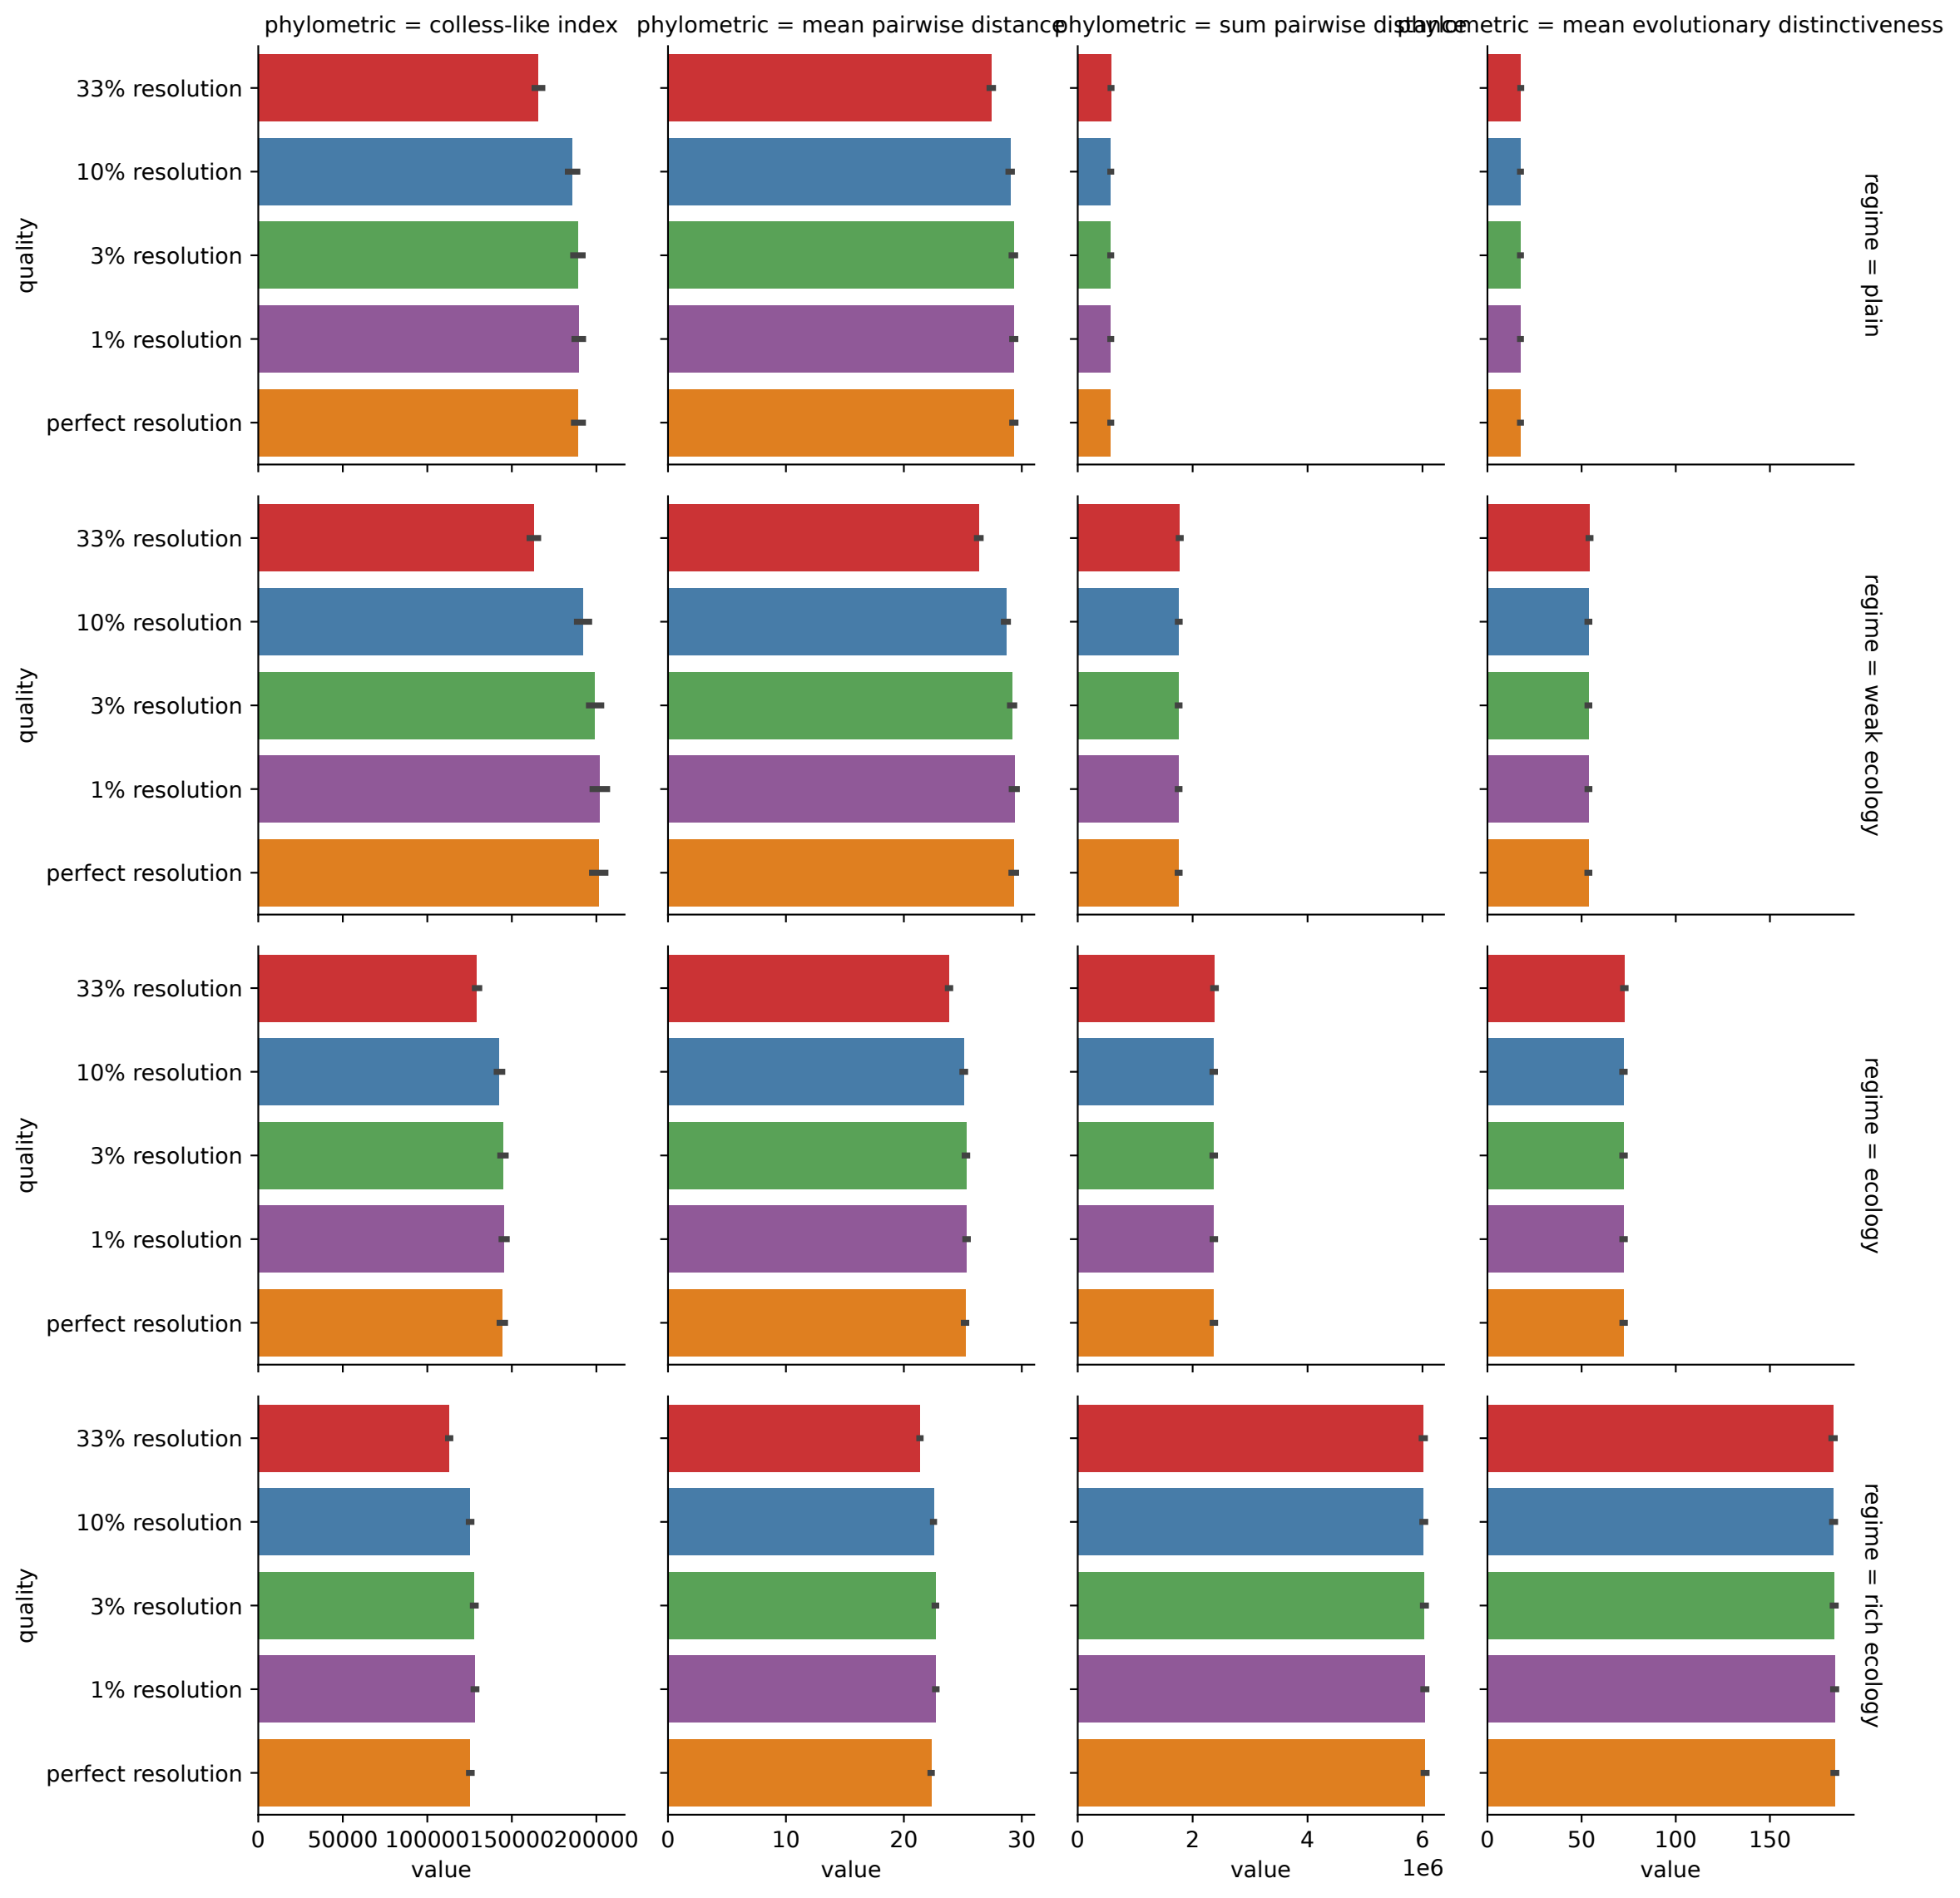 phylometric = colless-like index
phylometric = mean pairwise distance
phylometric = sum pairwise distance
phylometric = mean evolutionary distinctiveness
quality
33% resolution
10% resolution
3% resolution
1% resolution
perfect resolution
regime = plain
quality
33% resolution
10% resolution
3% resolution
1% resolution
perfect resolution
regime = weak ecology
quality
33% resolution
10% resolution
3% resolution
1% resolution
perfect resolution
regime = ecology
quality
33% resolution
10% resolution
3% resolution
1% resolution
perfect resolution
regime = rich ecology
0 50000 100000 150000 200000
value
0 10 20 30
value
0 2 4 6
1e6
value
0 50 100 150
value